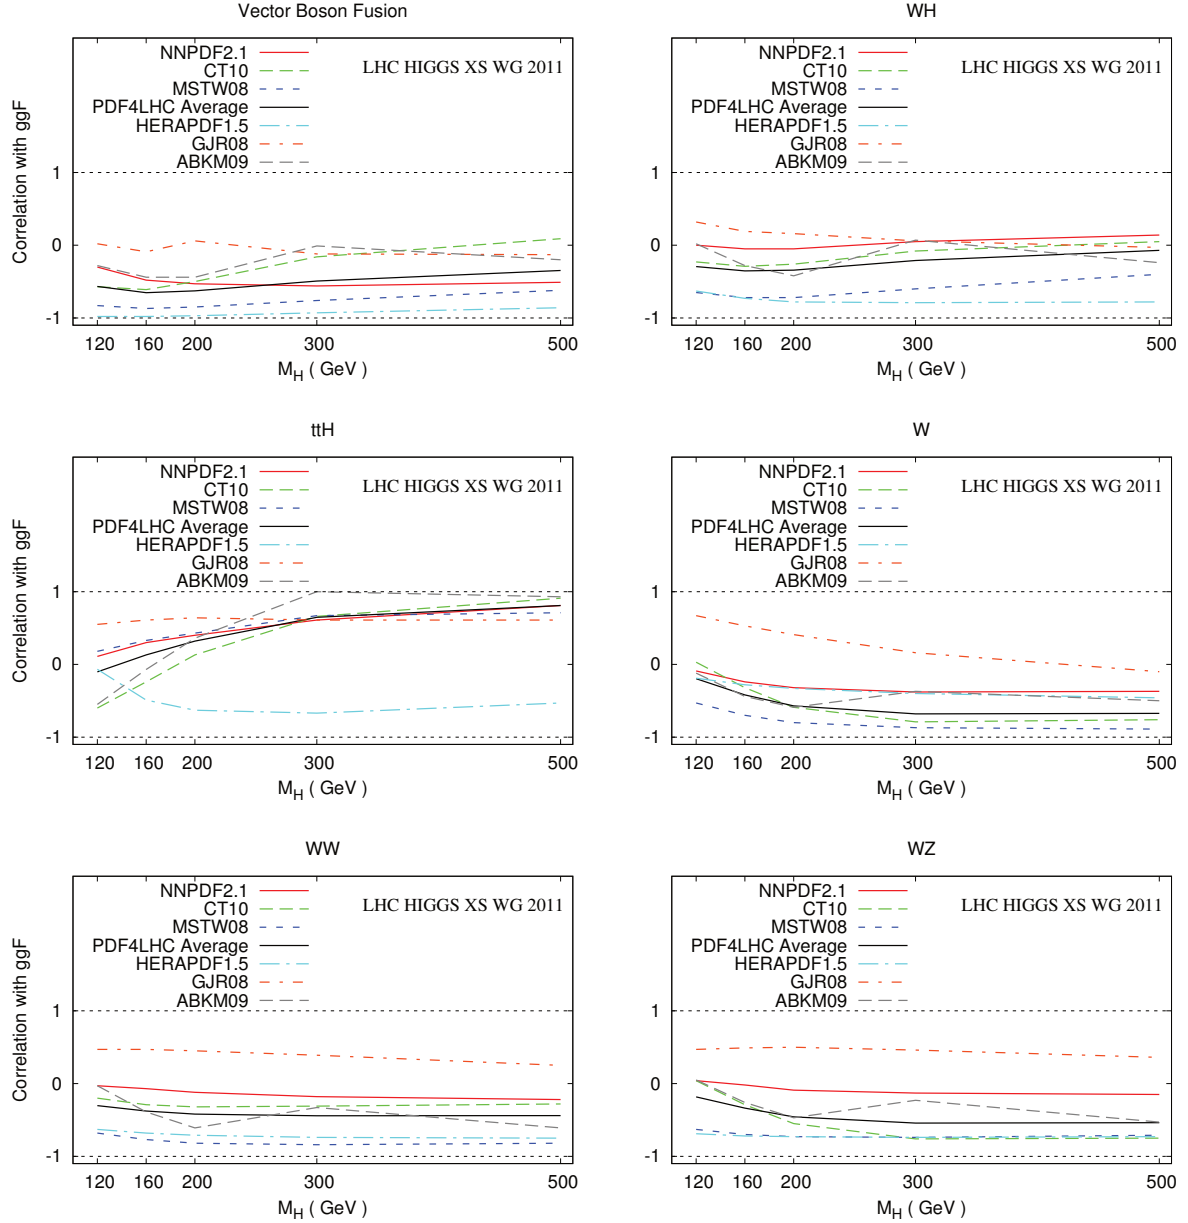 Vector Boson Fusion
NNPDF2.1
CT10
MSTW08
PDF4LHC Average
HERAPDF1.5
GJR08
ABKM09
LHC HIGGS XS WG 2011
Correlation with ggF
1
0
-1
120 160 200 300 500
M_H ( GeV )
WH
NNPDF2.1
CT10
MSTW08
PDF4LHC Average
HERAPDF1.5
GJR08
ABKM09
LHC HIGGS XS WG 2011
1
0
-1
120 160 200 300 500
M_H ( GeV )
ttH
NNPDF2.1
CT10
MSTW08
PDF4LHC Average
HERAPDF1.5
GJR08
ABKM09
LHC HIGGS XS WG 2011
Correlation with ggF
1
0
-1
120 160 200 300 500
M_H ( GeV )
W
NNPDF2.1
CT10
MSTW08
PDF4LHC Average
HERAPDF1.5
GJR08
ABKM09
LHC HIGGS XS WG 2011
1
0
-1
120 160 200 300 500
M_H ( GeV )
WW
NNPDF2.1
CT10
MSTW08
PDF4LHC Average
HERAPDF1.5
GJR08
ABKM09
LHC HIGGS XS WG 2011
Correlation with ggF
1
0
-1
120 160 200 300 500
M_H ( GeV )
WZ
NNPDF2.1
CT10
MSTW08
PDF4LHC Average
HERAPDF1.5
GJR08
ABKM09
LHC HIGGS XS WG 2011
1
0
-1
120 160 200 300 500
M_H ( GeV )